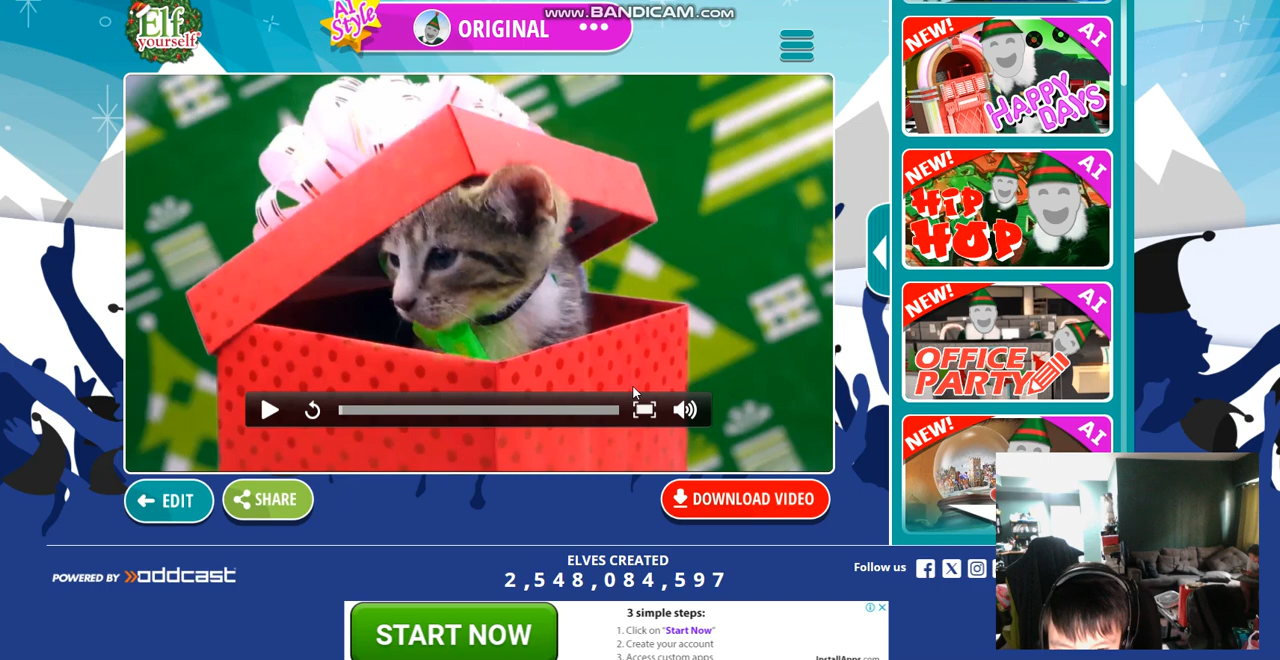 www.BANDICAM.com
Elf
yourself
AI
Style
ORIGINAL
NEW!
AI
HAPPY
DAYS
NEW!
AI
HIP
HOP
NEW!
AI
OFFICE
PARTY
NEW!
AI
EDIT
SHARE
DOWNLOAD VIDEO
POWERED BY oddcast
ELVES CREATED
2,548,084,597
Follow us
START NOW
3 simple steps:
1. Click on "Start Now"
2. Create your account
3. Access custom apps
InstallApps.com